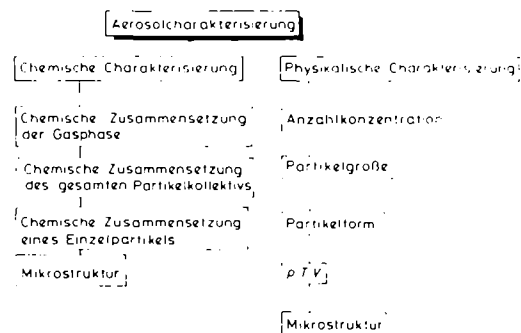 Aerosolcharakterisierung
Chemische Charakterisierung
Physikalische Charakterisierung
Chemische Zusammensetzung
der Gasphase
Chemische Zusammensetzung
des gesamten Partikelkollektivs
Chemische Zusammensetzung
eines Einzelpartikels
Mikrostruktur
Anzahlkonzentration
Partikelgröße
Partikelform
p T V
Mikrostruktur